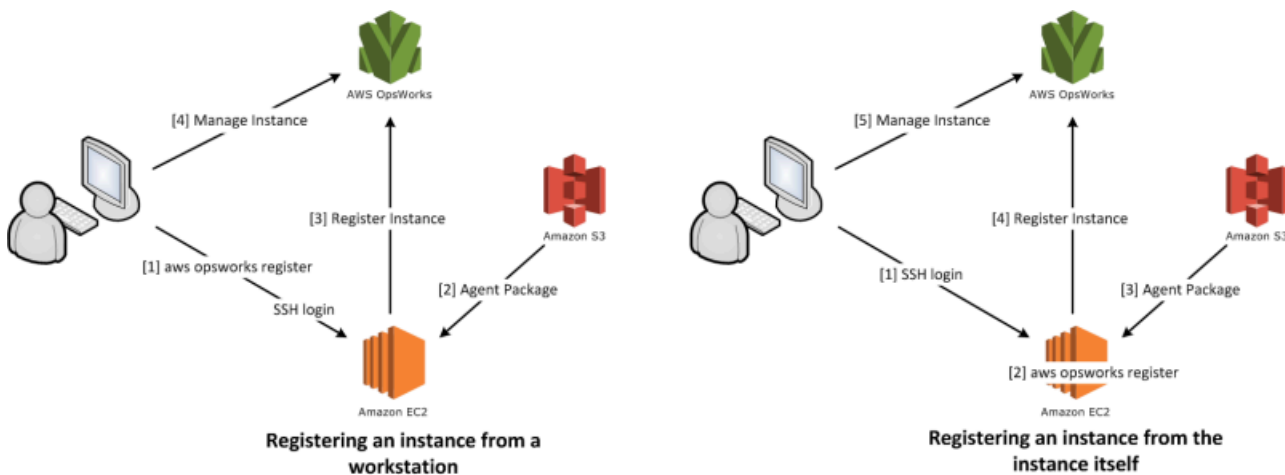 AWS OpsWorks
[4] Manage Instance
[3] Register Instance
Amazon S3
[1] aws opsworks register
[2] Agent Package
SSH login
Amazon EC2
Registering an instance from a
workstation
AWS OpsWorks
[5] Manage Instance
[4] Register Instance
Amazon S3
[1] SSH login
[3] Agent Package
[2] aws opsworks register
Amazon EC2
Registering an instance from the
instance itself